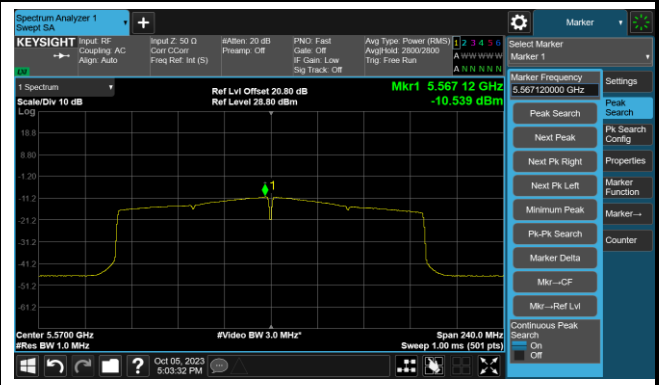 Spectrum Analyzer 1
Swept SA
Marker
KEYSIGHT
Input: RF
Coupling: AC
Align: Auto
Input Z: 50 Ω
Corr CCorr
Freq Ref: Int (S)
#Atten: 20 dB
Preamp: Off
PNO: Fast
Gate: Off
IF Gain: Low
Sig Track: Off
Avg Type: Power (RMS)
Avg|Hold: 2800/2800
Trig: Free Run
1 2 3 4 5 6
A W W W W W
A N N N N N
LXI
1 Spectrum
Scale/Div 10 dB
Log
Ref Lvl Offset 20.80 dB
Ref Level 28.80 dBm
Mkr1 5.567 12 GHz
-10.539 dBm
18.8
8.80
-1.20
-11.2
-21.2
-31.2
-41.2
-51.2
-61.2
1
Center 5.5700 GHz
#Res BW 1.0 MHz
#Video BW 3.0 MHz*
Span 240.0 MHz
Sweep 1.00 ms (501 pts)
Oct 05, 2023
5:03:32 PM
?
Select Marker
Marker 1
Marker Frequency
5.567120000 GHz
Peak Search
Next Peak
Next Pk Right
Next Pk Left
Minimum Peak
Pk-Pk Search
Marker Delta
Mkr→CF
Mkr→Ref Lvl
Continuous Peak
Search
On
Off
Settings
Peak
Search
Pk Search
Config
Properties
Marker
Function
Marker→
Counter